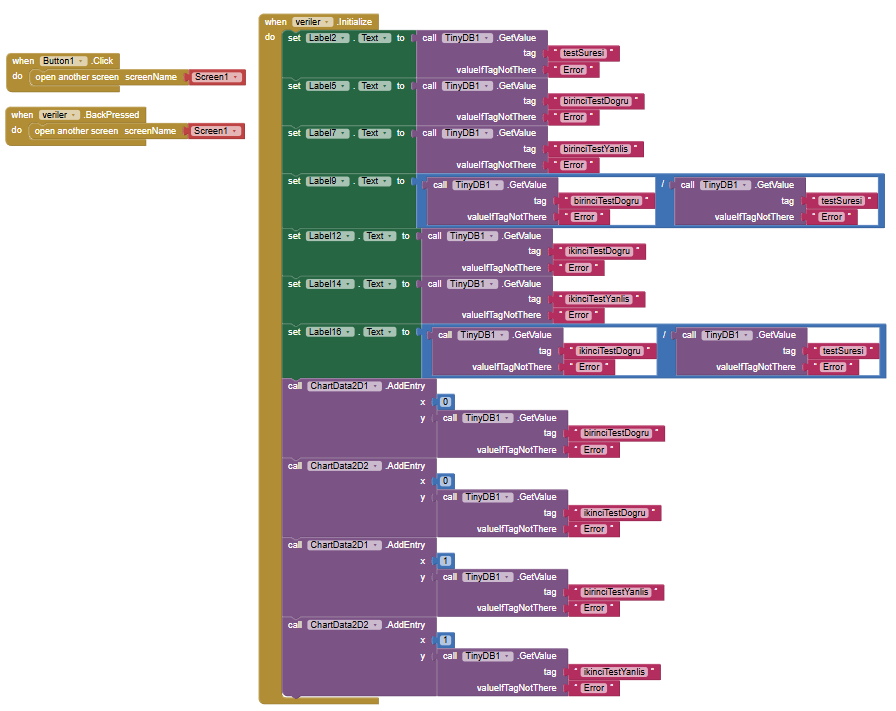 when Button1 .Click
do open another screen screenName Screen1
when veriler .BackPressed
do open another screen screenName Screen1
when veriler .Initialize
do set Label2 . Text to call TinyDB1 .GetValue
tag " testSuresi "
valueIfTagNotThere " Error "
set Label5 . Text to call TinyDB1 .GetValue
tag " birinciTestDogru "
valueIfTagNotThere " Error "
set Label7 . Text to call TinyDB1 .GetValue
tag " birinciTestYanlis "
valueIfTagNotThere " Error "
set Label9 . Text to call TinyDB1 .GetValue / call TinyDB1 .GetValue
tag " birinciTestDogru " tag " testSuresi "
valueIfTagNotThere " Error " valueIfTagNotThere " Error "
set Label12 . Text to call TinyDB1 .GetValue
tag " ikinciTestDogru "
valueIfTagNotThere " Error "
set Label14 . Text to call TinyDB1 .GetValue
tag " ikinciTestYanlis "
valueIfTagNotThere " Error "
set Label16 . Text to call TinyDB1 .GetValue / call TinyDB1 .GetValue
tag " ikinciTestDogru " tag " testSuresi "
valueIfTagNotThere " Error " valueIfTagNotThere " Error "
call ChartData2D1 .AddEntry
x 0
y call TinyDB1 .GetValue
tag " birinciTestDogru "
valueIfTagNotThere " Error "
call ChartData2D2 .AddEntry
x 0
y call TinyDB1 .GetValue
tag " ikinciTestDogru "
valueIfTagNotThere " Error "
call ChartData2D1 .AddEntry
x 1
y call TinyDB1 .GetValue
tag " birinciTestYanlis "
valueIfTagNotThere " Error "
call ChartData2D2 .AddEntry
x 1
y call TinyDB1 .GetValue
tag " ikinciTestYanlis "
valueIfTagNotThere " Error "